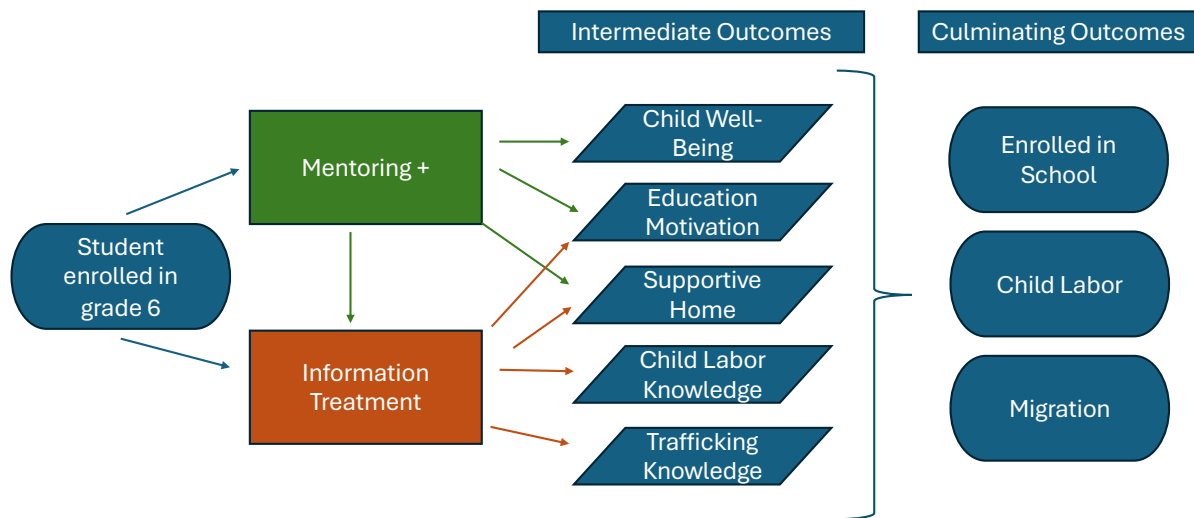 Intermediate Outcomes
Culminating Outcomes
Child Well-
Being
Mentoring +
Enrolled in
School
Education
Motivation
Student
enrolled in
grade 6
Supportive
Home
Child Labor
Information
Treatment
Child Labor
Knowledge
Migration
Trafficking
Knowledge